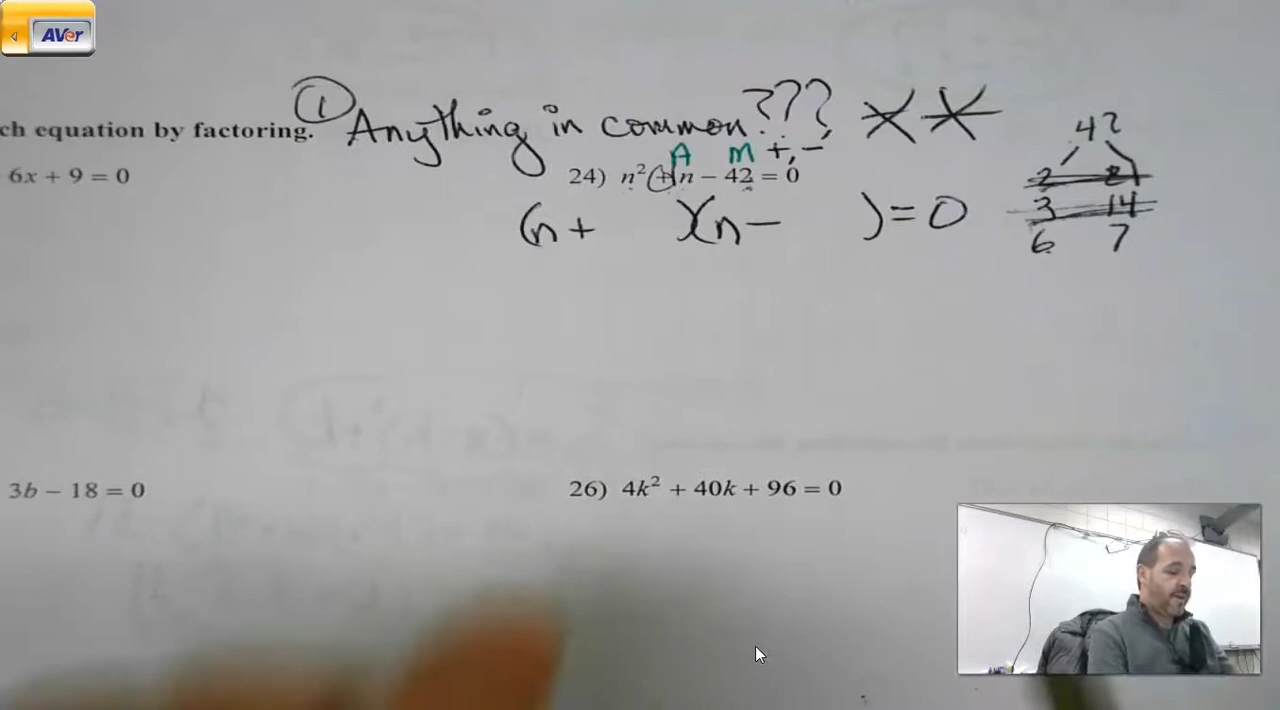 AVer
① Anything in common???
ch equation by factoring.
A M +, -
6x + 9 = 0
24) n² + n − 42 = 0
(n + )(n − ) = 0
42
2 21
3 14
6 7
3b − 18 = 0
26) 4k² + 40k + 96 = 0